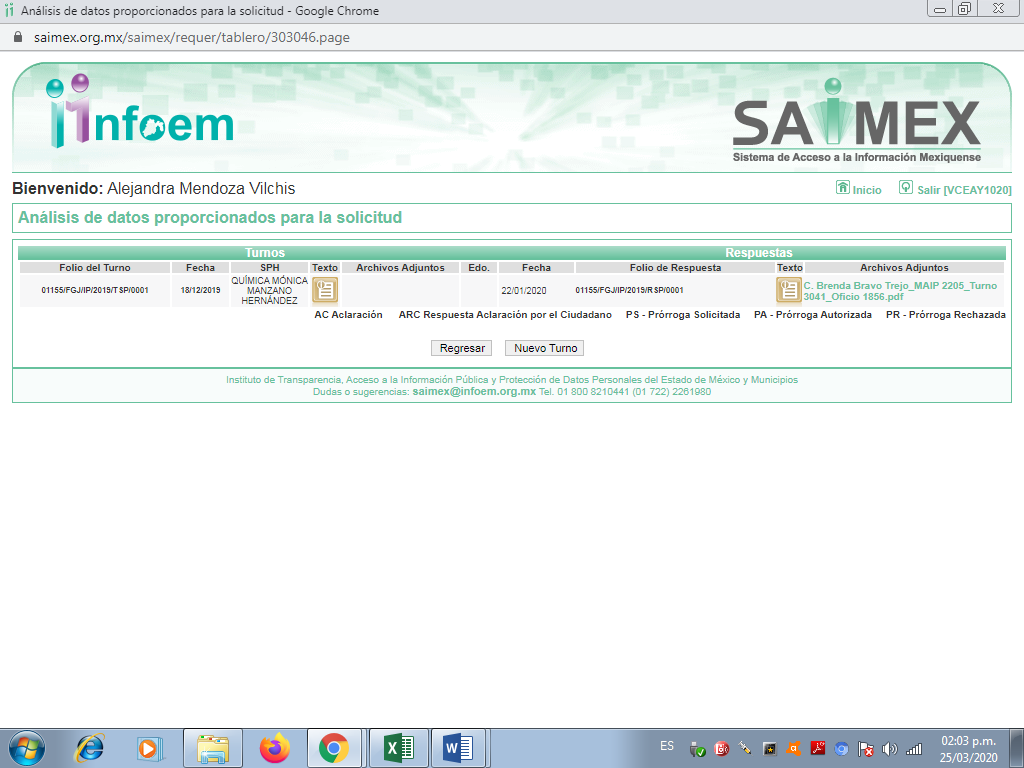 Análisis de datos proporcionados para la solicitud - Google Chrome
saimex.org.mx/saimex/requer/tablero/303046.page
infoem
SAIMEX
Sistema de Acceso a la Información Mexiquense
Bienvenido: Alejandra Mendoza Vilchis
Inicio Salir [VCEAY1020]
Análisis de datos proporcionados para la solicitud
Turnos Respuestas
Folio del Turno Fecha SPH Texto Archivos Adjuntos Edo. Fecha Folio de Respuesta Texto Archivos Adjuntos
01155/FGJ/IP/2019/TSP/0001 18/12/2019 QUÍMICA MÓNICA MANZANO HERNÁNDEZ 22/01/2020 01155/FGJ/IP/2019/RSP/0001 C. Brenda Bravo Trejo_MAIP 2205_Turno 3041_Oficio 1856.pdf
AC Aclaración ARC Respuesta Aclaración por el Ciudadano PS - Prórroga Solicitada PA - Prórroga Autorizada PR - Prórroga Rechazada
Regresar Nuevo Turno
Instituto de Transparencia, Acceso a la Información Pública y Protección de Datos Personales del Estado de México y Municipios
Dudas o sugerencias: saimex@infoem.org.mx Tel. 01 800 8210441 (01 722) 2261980
ES
02:03 p.m.
25/03/2020